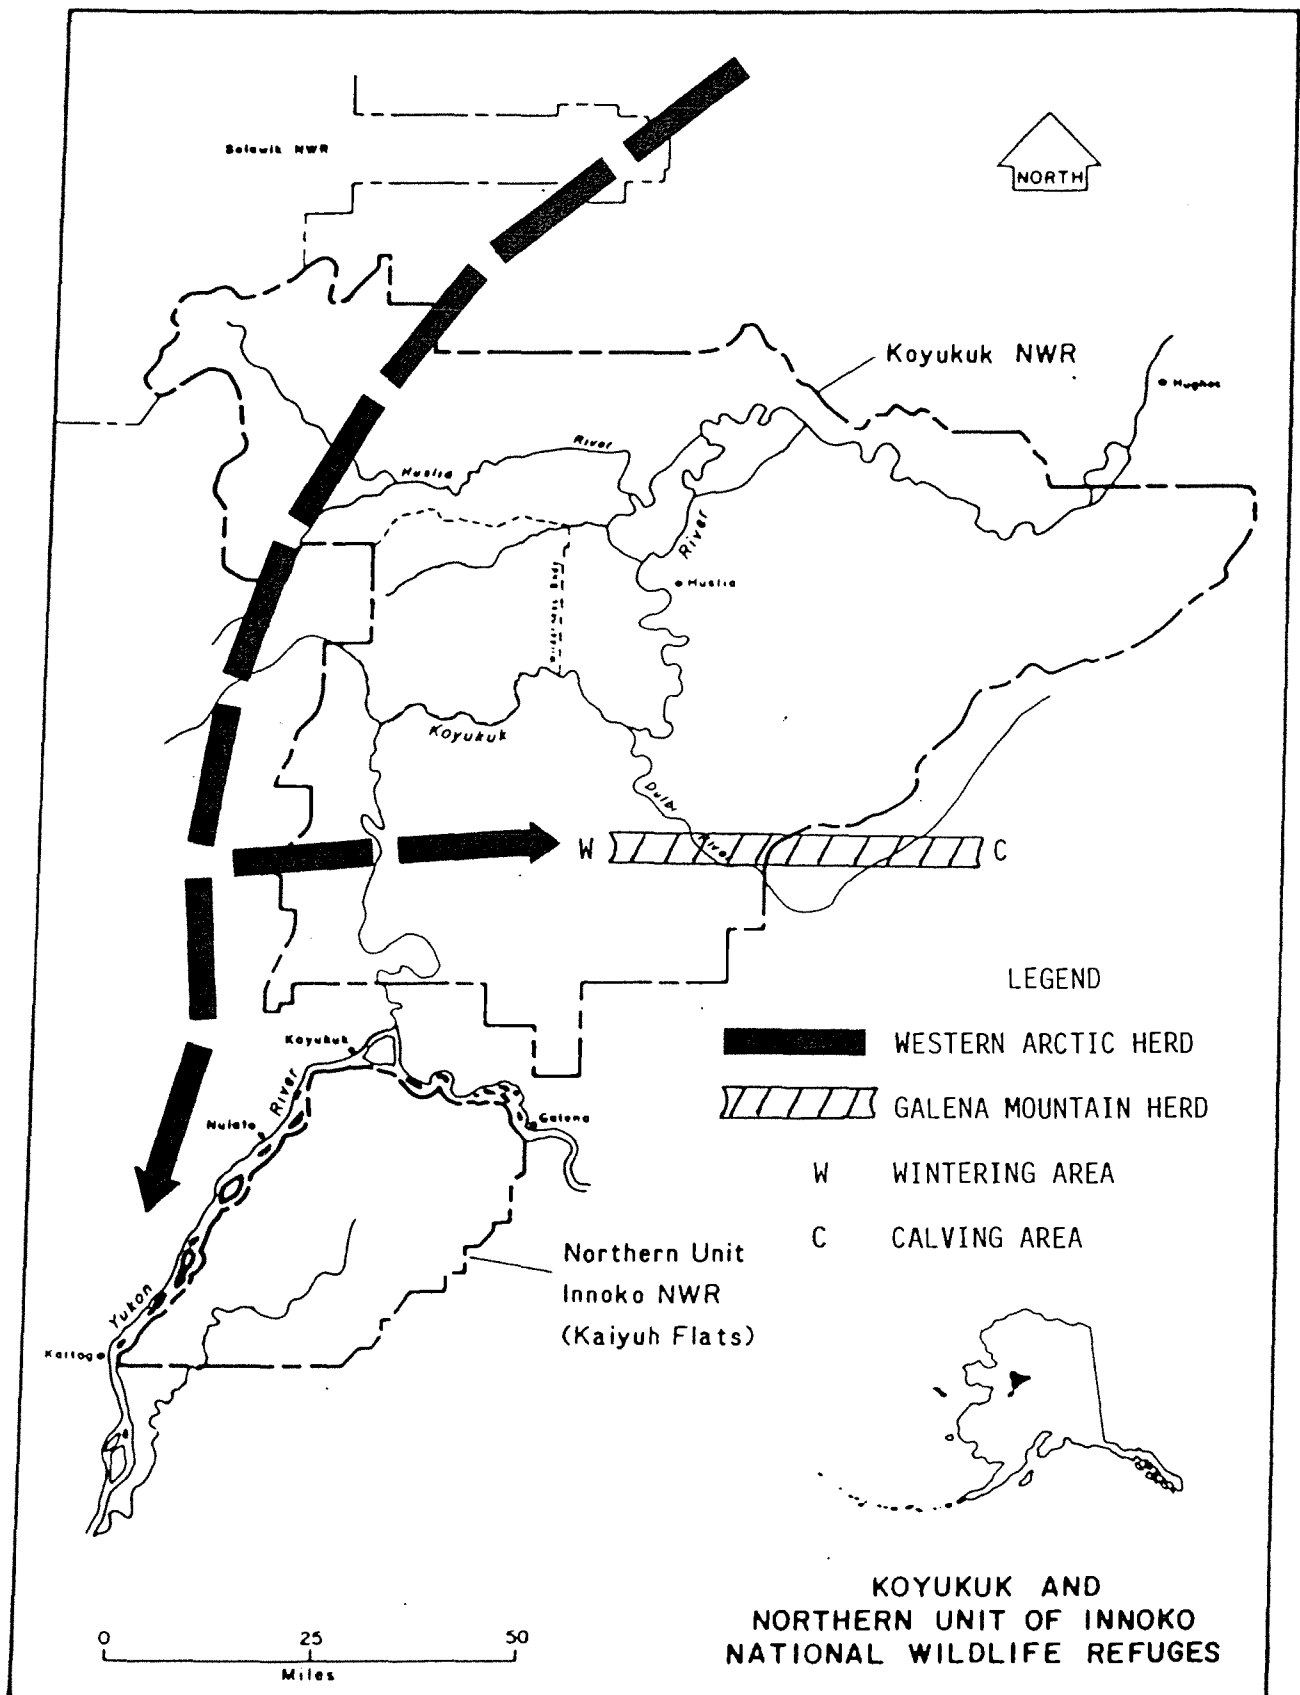 Selawik NWR
NORTH
Koyukuk NWR
Hughes
River
Huslia
River
Huslia
Wilderness Bndy
Koyukuk
Dulbi
River
W
C
LEGEND
WESTERN ARCTIC HERD
GALENA MOUNTAIN HERD
W WINTERING AREA
C CALVING AREA
Koyukuk
River
Nulato
Galena
Northern Unit
Innoko NWR
(Kaiyuh Flats)
Yukon
Kaltag
KOYUKUK AND
NORTHERN UNIT OF INNOKO
NATIONAL WILDLIFE REFUGES
0 25 50
Miles